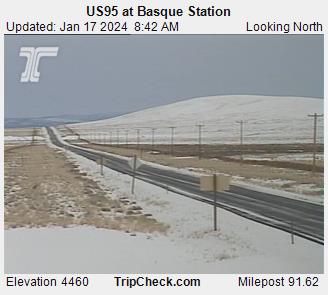 US95 at Basque Station
Updated: Jan 17 2024 8:42 AM Looking North
Elevation 4460 TripCheck.com Milepost 91.62